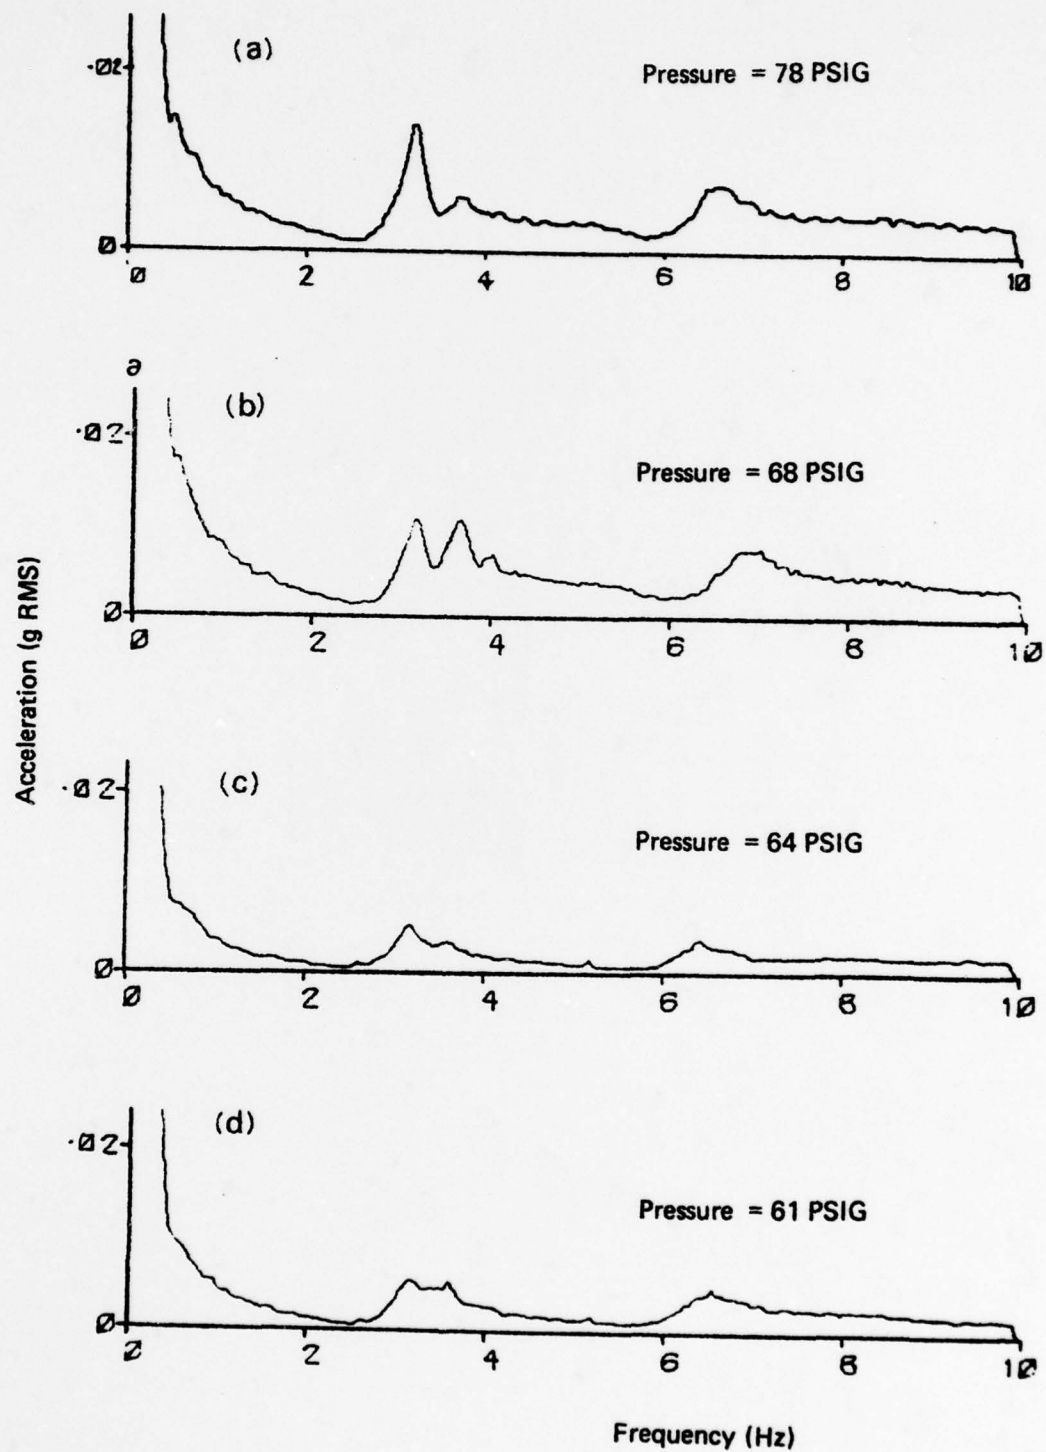 (a)
Pressure = 78 PSIG
.02
0
0 2 4 6 8 10
a
(b)
Pressure = 68 PSIG
.02
0
0 2 4 6 8 10
Acceleration (g RMS)
(c)
Pressure = 64 PSIG
.02
0
0 2 4 6 8 10
(d)
Pressure = 61 PSIG
.02
0
0 2 4 6 8 10
Frequency (Hz)